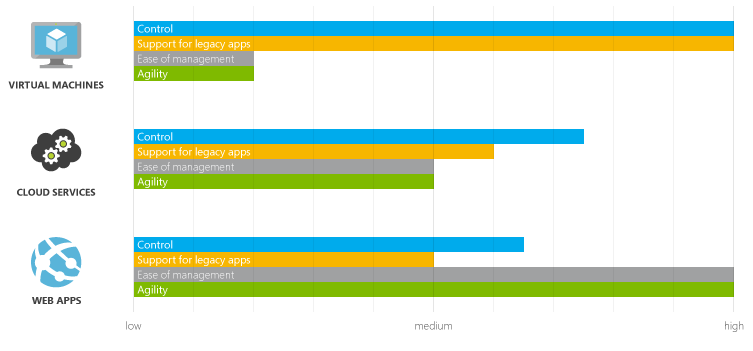 Control
Support for legacy apps
Ease of management
Agility
VIRTUAL MACHINES
Control
Support for legacy apps
Ease of management
Agility
CLOUD SERVICES
Control
Support for legacy apps
Ease of management
Agility
WEB APPS
low medium high